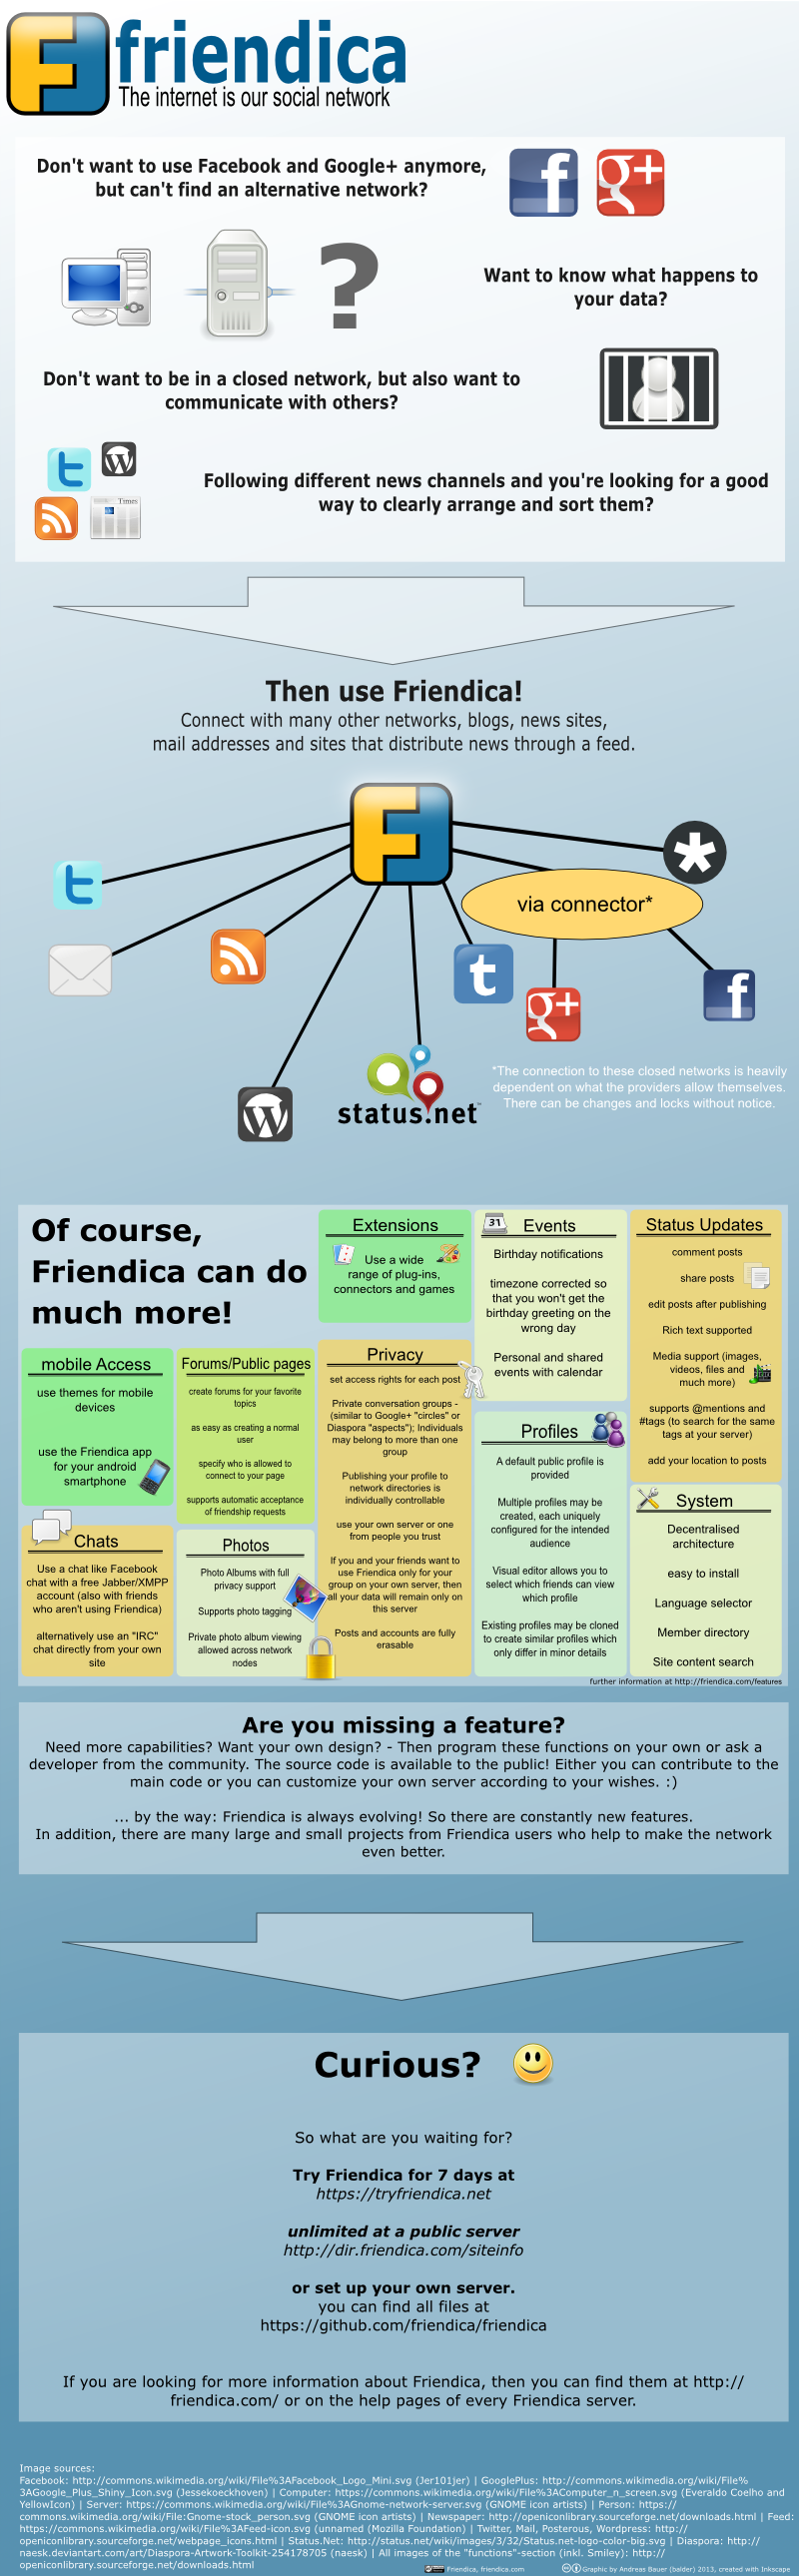 friendica
The internet is our social network
Don't want to use Facebook and Google+ anymore,
but can't find an alternative network?
Want to know what happens to
your data?
Don't want to be in a closed network, but also want to
communicate with others?
Times
Following different news channels and you're looking for a good
way to clearly arrange and sort them?
Then use Friendica!
Connect with many other networks, blogs, news sites,
mail addresses and sites that distribute news through a feed.
via connector*
status.net™
*The connection to these closed networks is heavily
dependent on what the providers allow themselves.
There can be changes and locks without notice.
Of course,
Friendica can do
much more!
Extensions
Use a wide
range of plug-ins,
connectors and games
31
Events
Birthday notifications
timezone corrected so
that you won't get the
birthday greeting on the
wrong day
Personal and shared
events with calendar
Status Updates
comment posts
share posts
edit posts after publishing
Rich text supported
Media support (images,
videos, files and
much more)
supports @mentions and
#tags (to search for the same
tags at your server)
add your location to posts
mobile Access
use themes for mobile
devices
use the Friendica app
for your android
smartphone
Forums/Public pages
create forums for your favorite
topics
as easy as creating a normal
user
specify who is allowed to
connect to your page
supports automatic acceptance
of friendship requests
Privacy
set access rights for each post
Private conversation groups -
(similar to Google+ "circles" or
Diaspora "aspects"); Individuals
may belong to more than one
group
Publishing your profile to
network directories is
individually controllable
use your own server or one
from people you trust
If you and your friends want to
use Friendica only for your
group on your own server, then
all your data will remain only on
this server
Posts and accounts are fully
erasable
Profiles
A default public profile is
provided
Multiple profiles may be
created, each uniquely
configured for the intended
audience
Visual editor allows you to
select which friends can view
which profile
Existing profiles may be cloned
to create similar profiles which
only differ in minor details
System
Decentralised
architecture
easy to install
Language selector
Member directory
Site content search
Chats
Use a chat like Facebook
chat with a free Jabber/XMPP
account (also with friends
who aren't using Friendica)
alternatively use an "IRC"
chat directly from your own
site
Photos
Photo Albums with full
privacy support
Supports photo tagging
Private photo album viewing
allowed across network
nodes
further information at http://friendica.com/features
Are you missing a feature?
Need more capabilities? Want your own design? - Then program these functions on your own or ask a
developer from the community. The source code is available to the public! Either you can contribute to the
main code or you can customize your own server according to your wishes. :)
... by the way: Friendica is always evolving! So there are constantly new features.
In addition, there are many large and small projects from Friendica users who help to make the network
even better.
Curious?
So what are you waiting for?
Try Friendica for 7 days at
https://tryfriendica.net
unlimited at a public server
http://dir.friendica.com/siteinfo
or set up your own server.
you can find all files at
https://github.com/friendica/friendica
If you are looking for more information about Friendica, then you can find them at http://
friendica.com/ or on the help pages of every Friendica server.
Image sources:
Facebook: http://commons.wikimedia.org/wiki/File%3AFacebook_Logo_Mini.svg (Jer101jer) | GooglePlus: http://commons.wikimedia.org/wiki/File%
3AGoogle_Plus_Shiny_Icon.svg (Jessekoeckhoven) | Computer: https://commons.wikimedia.org/wiki/File%3AComputer_n_screen.svg (Everaldo Coelho and
YellowIcon) | Server: https://commons.wikimedia.org/wiki/File%3AGnome-network-server.svg (GNOME icon artists) | Person: https://
commons.wikimedia.org/wiki/File:Gnome-stock_person.svg (GNOME icon artists) | Newspaper: http://openiconlibrary.sourceforge.net/downloads.html | Feed:
https://commons.wikimedia.org/wiki/File%3AFeed-icon.svg (unnamed (Mozilla Foundation) | Twitter, Mail, Posterous, Wordpress: http://
openiconlibrary.sourceforge.net/webpage_icons.html | Status.Net: http://status.net/wiki/images/3/32/Status.net-logo-color-big.svg | Diaspora: http://
naesk.deviantart.com/art/Diaspora-Artwork-Toolkit-254178705 (naesk) | All images of the "functions"-section (inkl. Smiley): http://
openiconlibrary.sourceforge.net/downloads.html
Friendica, friendica.com
Graphic by Andreas Bauer (balder) 2013, created with Inkscape